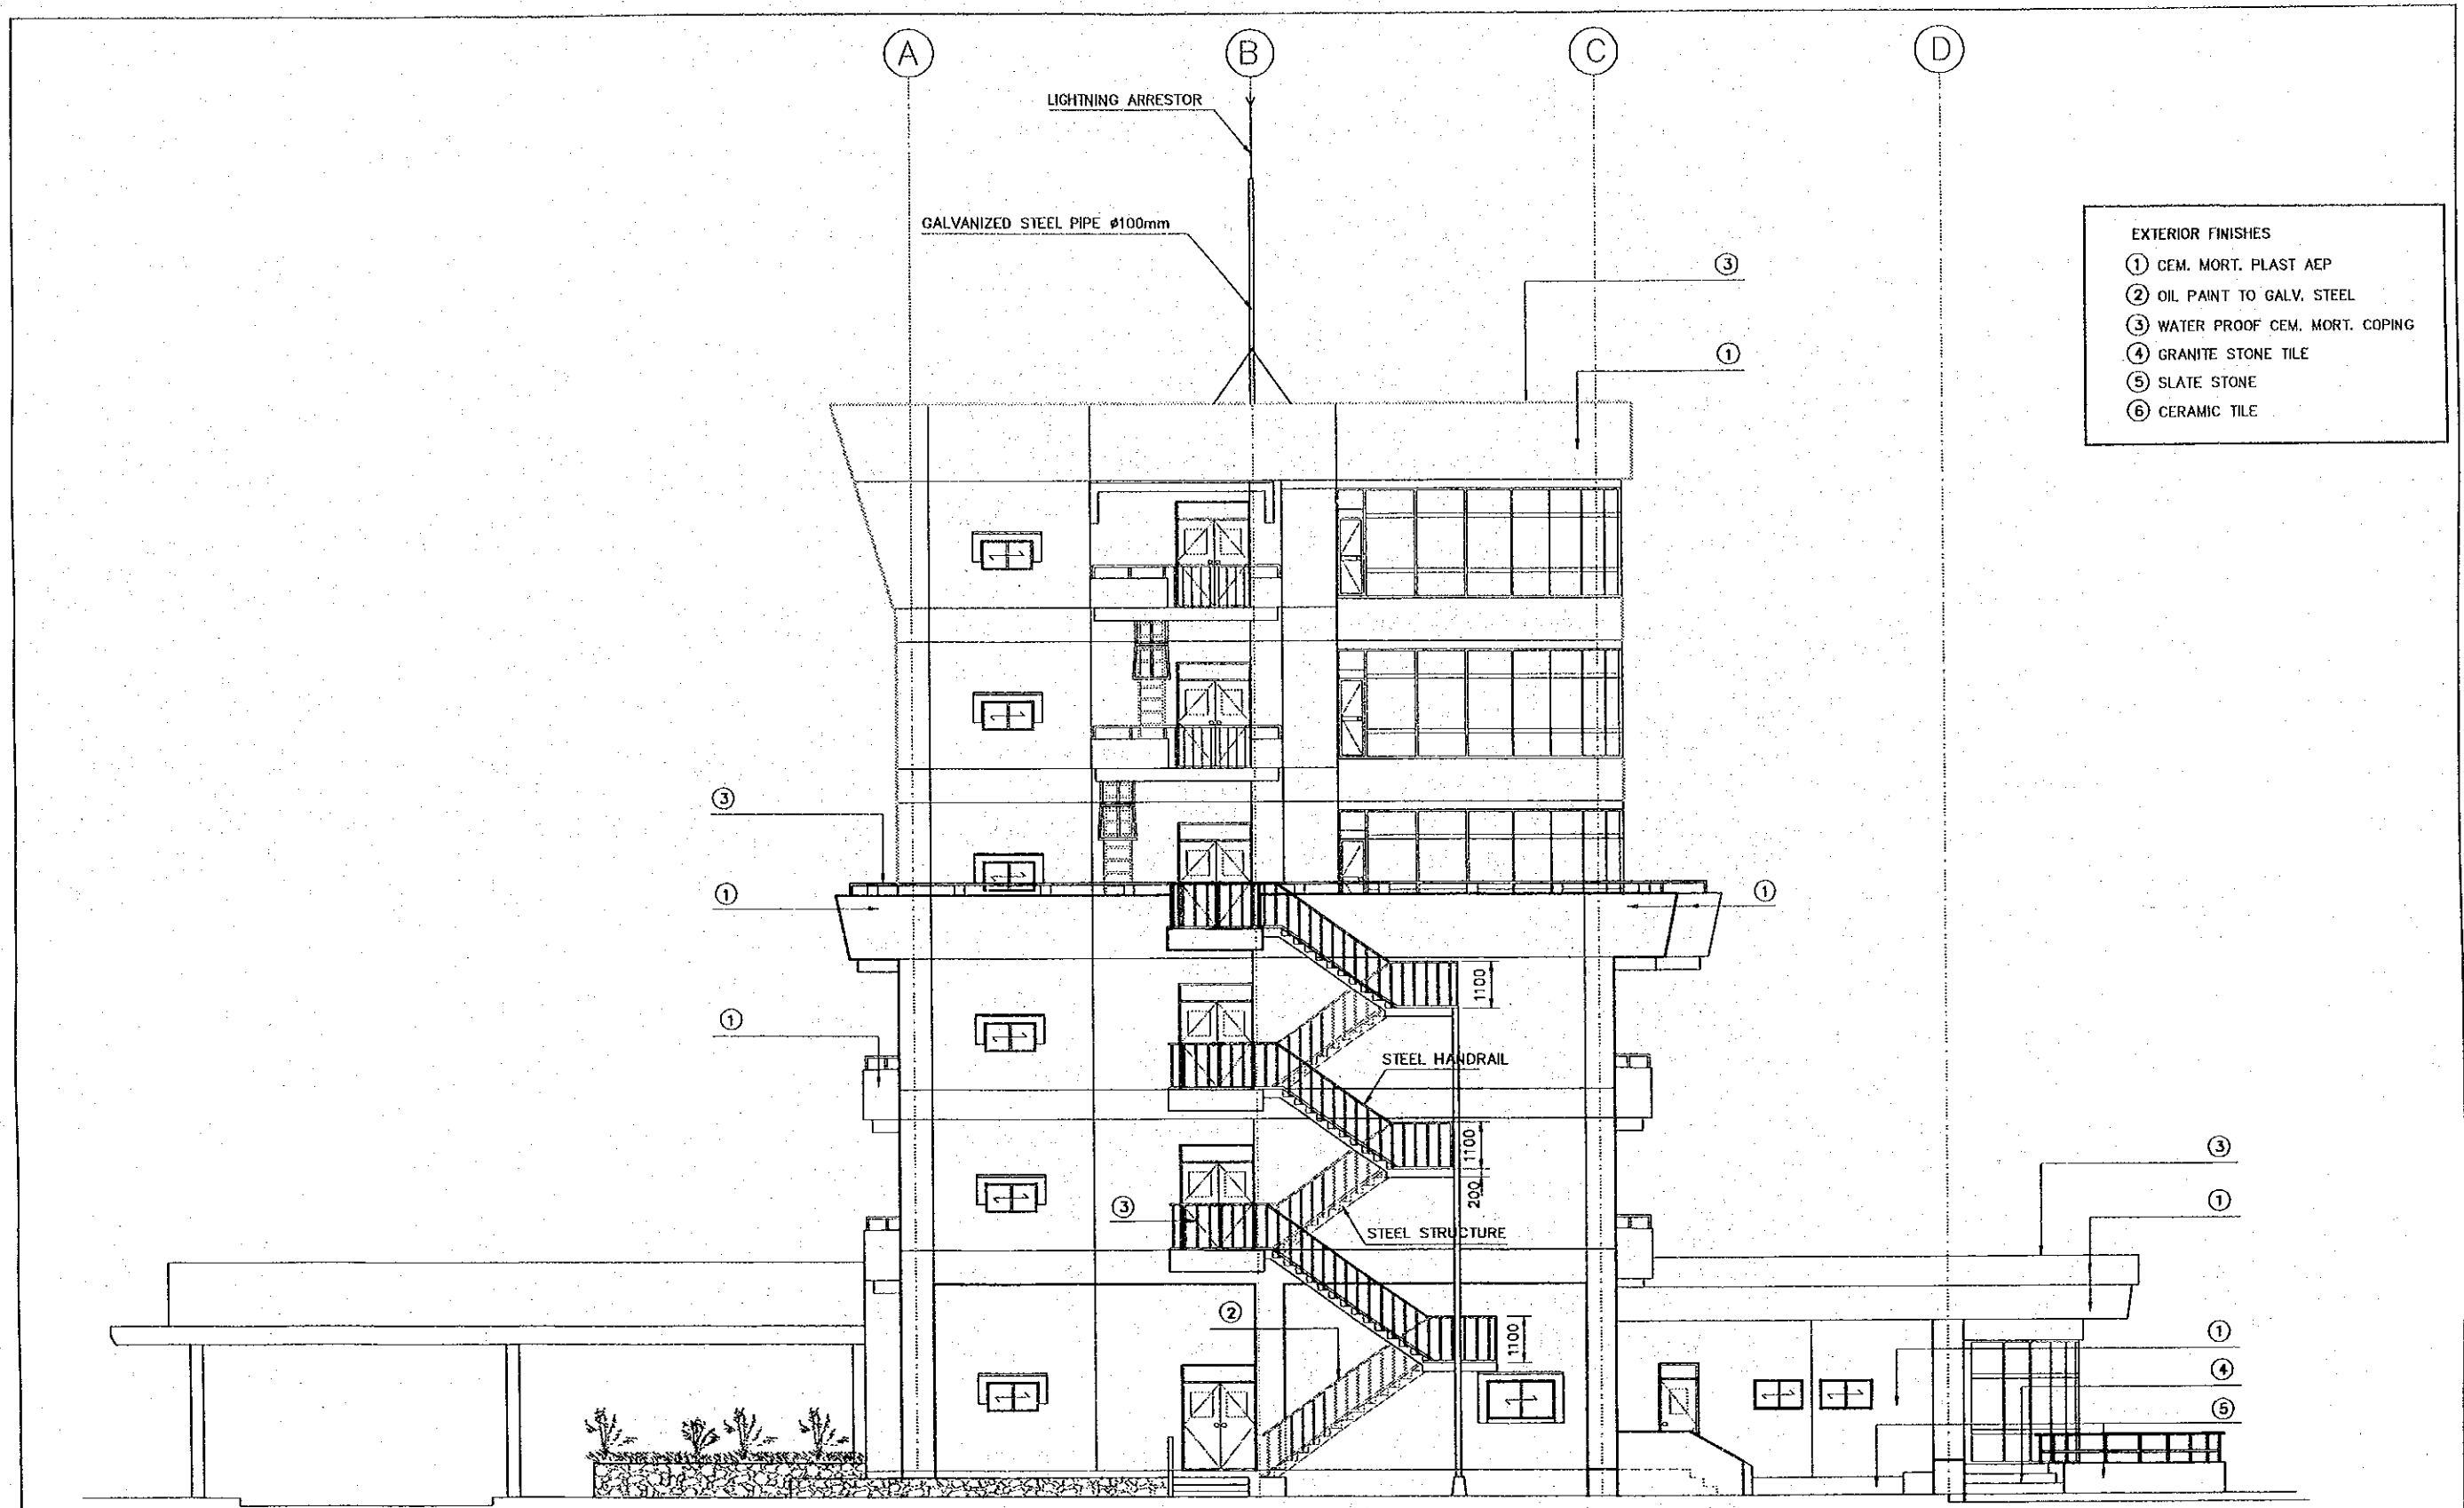 A
B
C
D
LIGHTNING ARRESTOR
GALVANIZED STEEL PIPE ø100mm
EXTERIOR FINISHES
① CEM. MORT. PLAST AEP
② OIL PAINT TO GALV. STEEL
③ WATER PROOF CEM. MORT. COPING
④ GRANITE STONE TILE
⑤ SLATE STONE
⑥ CERAMIC TILE
③
①
③
①
①
1100
①
STEEL HANDRAIL
1100
③
200
①
③
STEEL STRUCTURE
②
1100
①
④
⑤